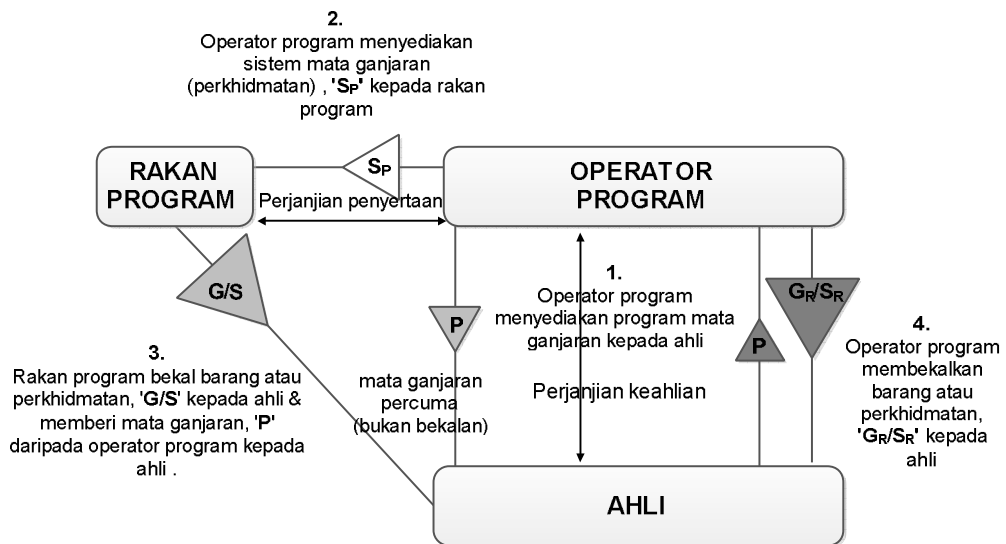 2.
Operator program menyediakan
sistem mata ganjaran
(perkhidmatan) , 'SP' kepada rakan
program
RAKAN
PROGRAM
SP
OPERATOR
PROGRAM
Perjanjian penyertaan
G/S
P
1.
Operator program
menyediakan program mata
ganjaran kepada ahli
Perjanjian keahlian
P
GR/SR
4.
Operator program
membekalkan
barang atau
perkhidmatan,
'GR/SR' kepada
ahli
3.
Rakan program bekal barang atau
perkhidmatan, 'G/S' kepada ahli &
memberi mata ganjaran, 'P'
daripada operator program kepada
ahli .
mata ganjaran
percuma
(bukan bekalan)
AHLI